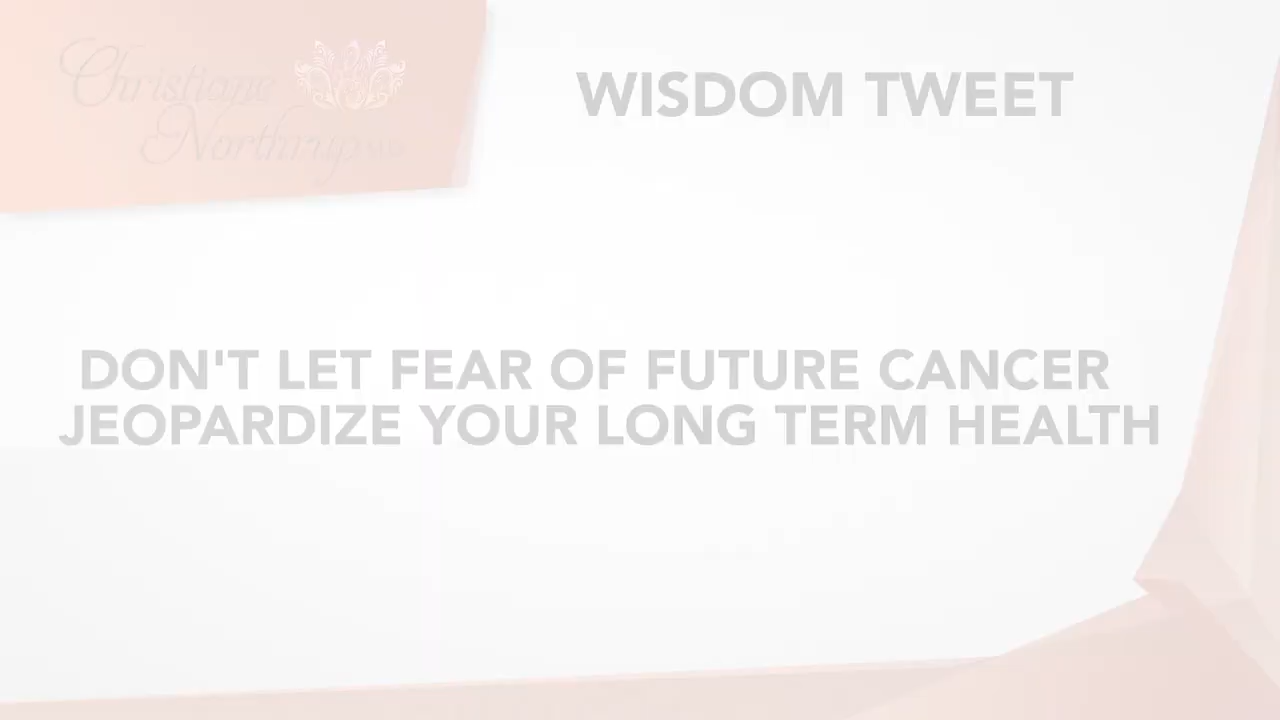 Christiane
Northrup
WISDOM TWEET
DON'T LET FEAR OF FUTURE CANCER
JEOPARDIZE YOUR LONG TERM HEALTH